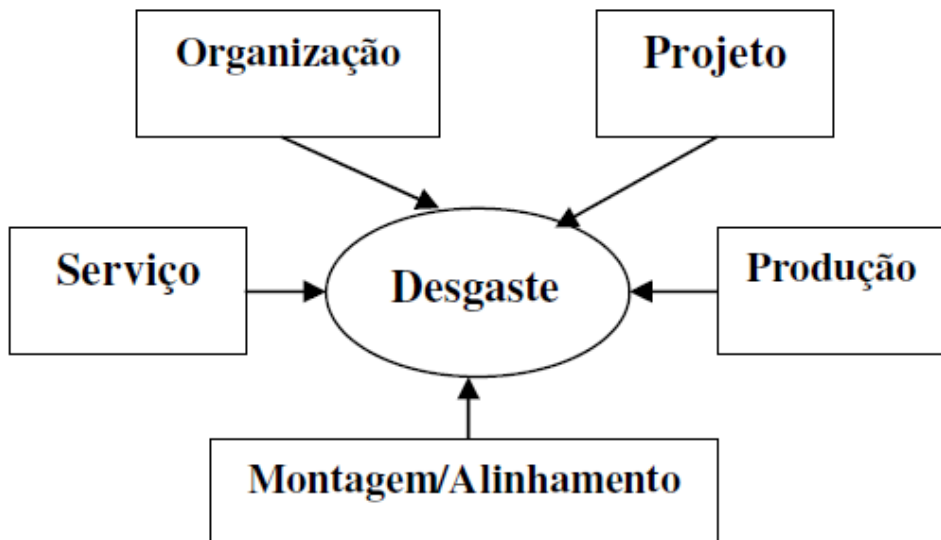 Organização
Projeto
Serviço
Desgaste
Produção
Montagem/Alinhamento